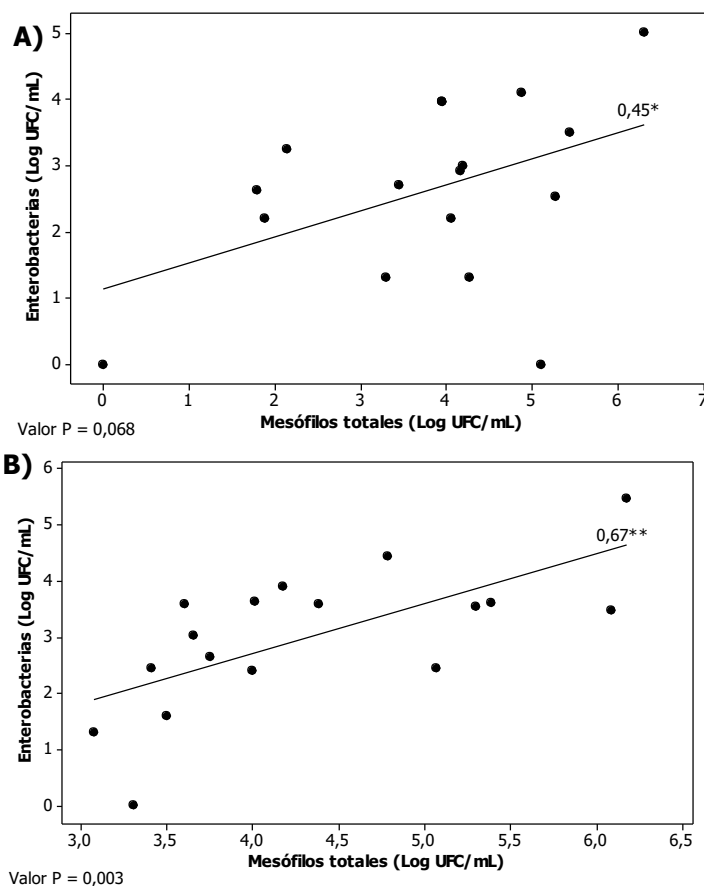 A)
Enterobacterias (Log UFC/mL)
5
4
3
2
1
0
0,45*
0 1 2 3 4 5 6 7
Mesófilos totales (Log UFC/mL)
Valor P = 0,068
B)
Enterobacterias (Log UFC/mL)
6
5
4
3
2
1
0
0,67**
3,0 3,5 4,0 4,5 5,0 5,5 6,0 6,5
Mesófilos totales (Log UFC/mL)
Valor P = 0,003